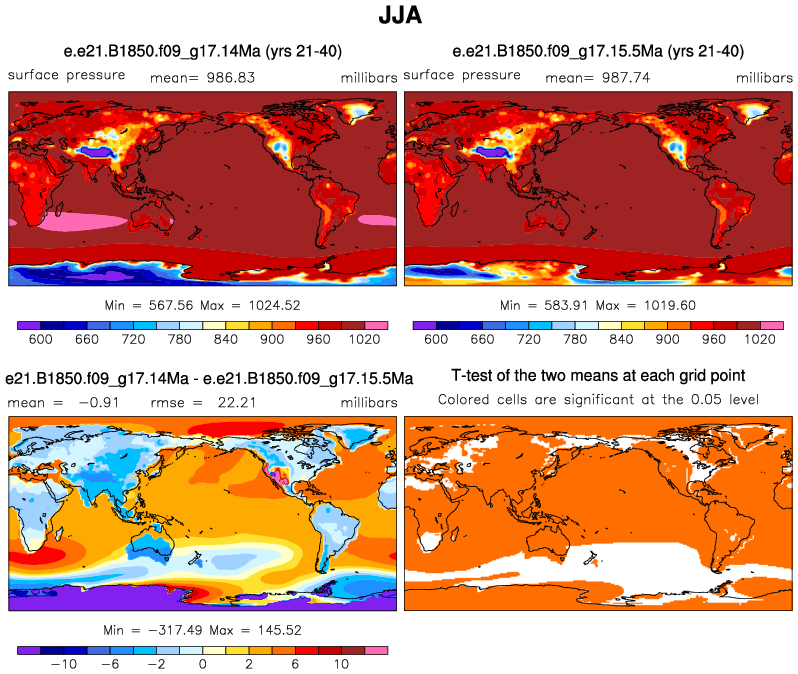 JJA
e.e21.B1850.f09_g17.14Ma (yrs 21-40)
surface pressure mean= 986.83 millibars
Min = 567.56 Max = 1024.52
600 660 720 780 840 900 960 1020
e.e21.B1850.f09_g17.15.5Ma (yrs 21-40)
surface pressure mean= 987.74 millibars
Min = 583.91 Max = 1019.60
600 660 720 780 840 900 960 1020
e21.B1850.f09_g17.14Ma - e.e21.B1850.f09_g17.15.5Ma
mean = -0.91 rmse = 22.21 millibars
Min = -317.49 Max = 145.52
-10 -6 -2 0 2 6 10
T-test of the two means at each grid point
Colored cells are significant at the 0.05 level